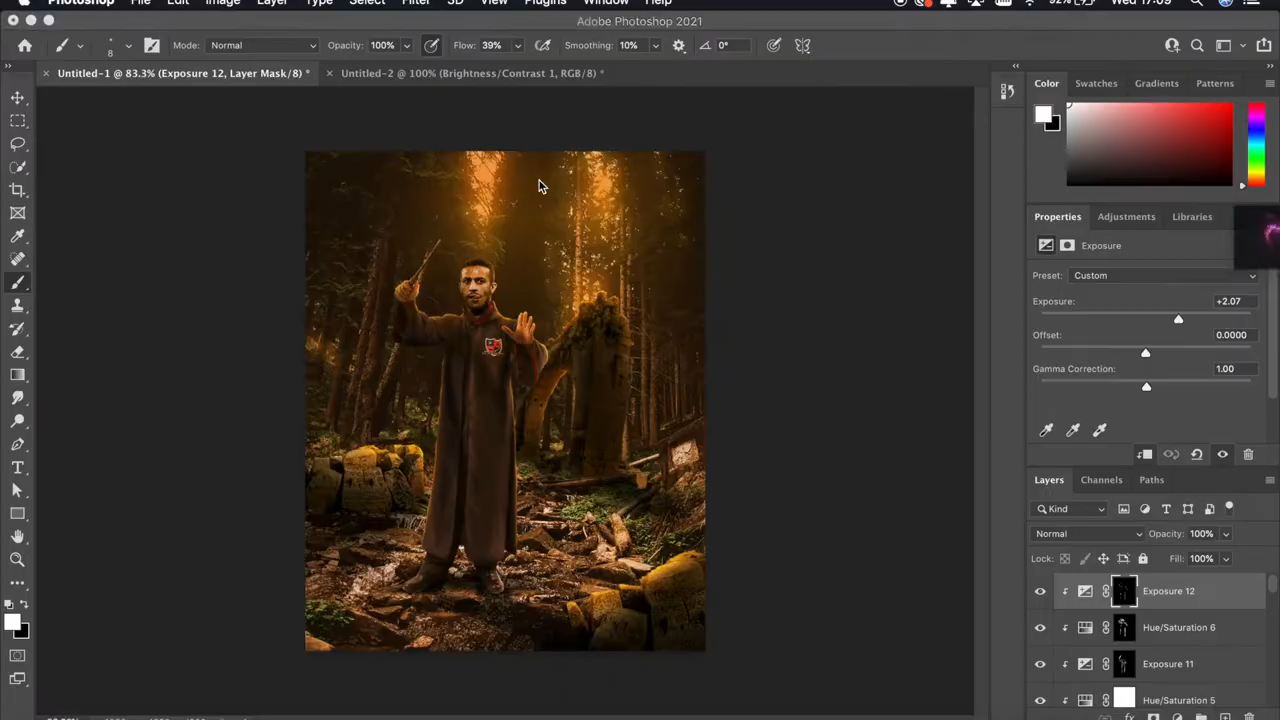 Photoshop File Edit Image Layer Type Select Filter 3D View Plugins Window Help 92% Wed 17:09
Adobe Photoshop 2021
8 Mode: Normal Opacity: 100% Flow: 39% Smoothing: 10% 0°
Untitled-1 @ 83.3% (Exposure 12, Layer Mask/8) * Untitled-2 @ 100% (Brightness/Contrast 1, RGB/8) *
Color Swatches Gradients Patterns
Properties Adjustments Libraries
Exposure
Preset: Custom
Exposure: +2.07
Offset: 0.0000
Gamma Correction: 1.00
Layers Channels Paths
Kind
Normal Opacity: 100%
Lock: Fill: 100%
Exposure 12
Hue/Saturation 6
Exposure 11
Hue/Saturation 5